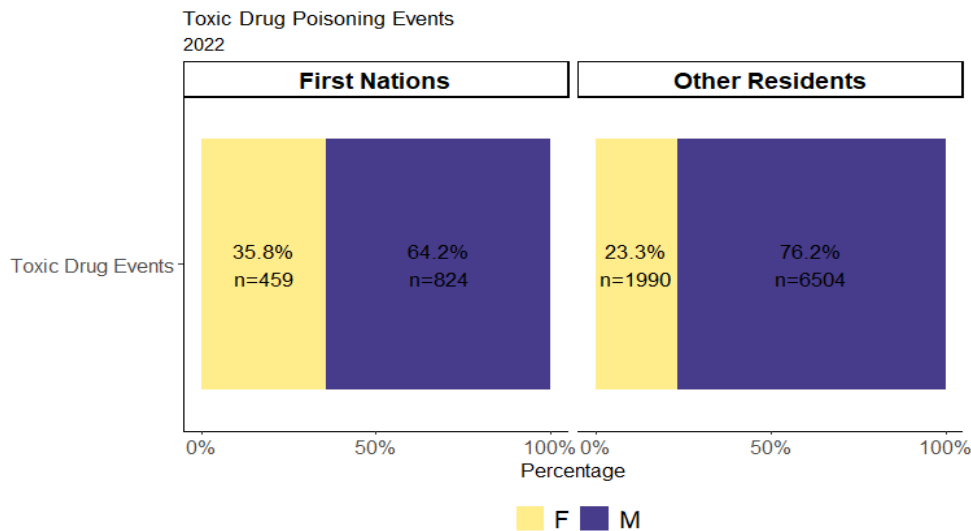 Toxic Drug Poisoning Events
2022
First Nations
Other Residents
Toxic Drug Events
35.8%
n=459
64.2%
n=824
23.3%
n=1990
76.2%
n=6504
0%
50%
100%
0%
50%
100%
Percentage
F
M